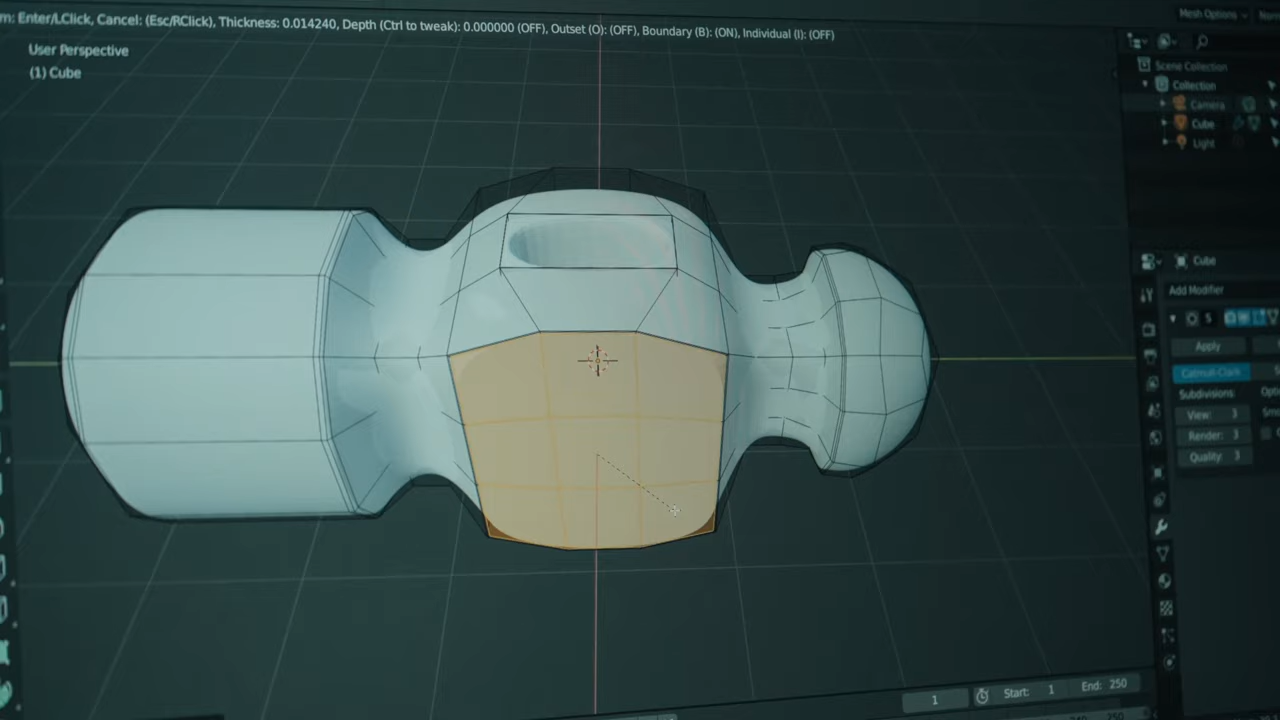 m: Enter/LClick, Cancel: (Esc/RClick), Thickness: 0.014240, Depth (Ctrl to tweak): 0.000000 (OFF), Outset (O): (OFF), Boundary (B): (ON), Individual (I): (OFF)
Mesh Options
User Perspective
(1) Cube
Scene Collection
Collection
Camera
Cube
Light
Cube
Add Modifier
S
Apply
Catmull-Clark
Subdivisions
View: 3
Render: 3
Quality: 3
1
Start: 1
End: 250